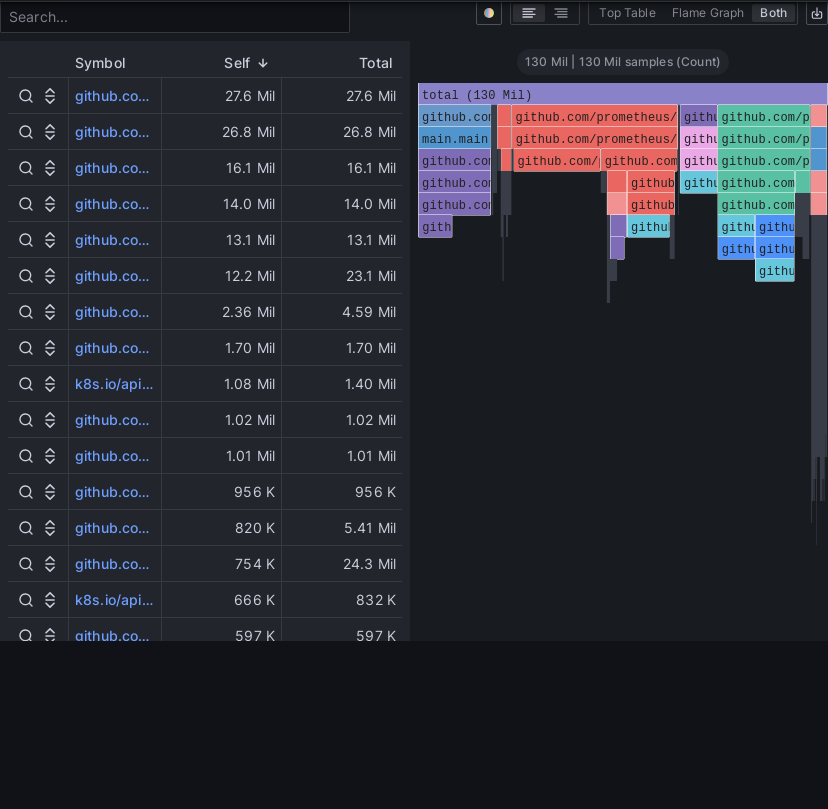 Search...
Top Table Flame Graph Both
Symbol Self Total
github.co... 27.6 Mil 27.6 Mil
github.co... 26.8 Mil 26.8 Mil
github.co... 16.1 Mil 16.1 Mil
github.co... 14.0 Mil 14.0 Mil
github.co... 13.1 Mil 13.1 Mil
github.co... 12.2 Mil 23.1 Mil
github.co... 2.36 Mil 4.59 Mil
github.co... 1.70 Mil 1.70 Mil
k8s.io/api... 1.08 Mil 1.40 Mil
github.co... 1.02 Mil 1.02 Mil
github.co... 1.01 Mil 1.01 Mil
github.co... 956 K 956 K
github.co... 820 K 5.41 Mil
github.co... 754 K 24.3 Mil
k8s.io/api... 666 K 832 K
github.co... 597 K 597 K
130 Mil | 130 Mil samples (Count)
total (130 Mil)
github.com github.com/prometheus/ githu github.com/p
main.main github.com/prometheus/ githu github.com/p
github.com github.com/ github.com githu github.com/p
github.com github githu github.com
github.com github github.com
gith githu githu githu
githu githu
githu